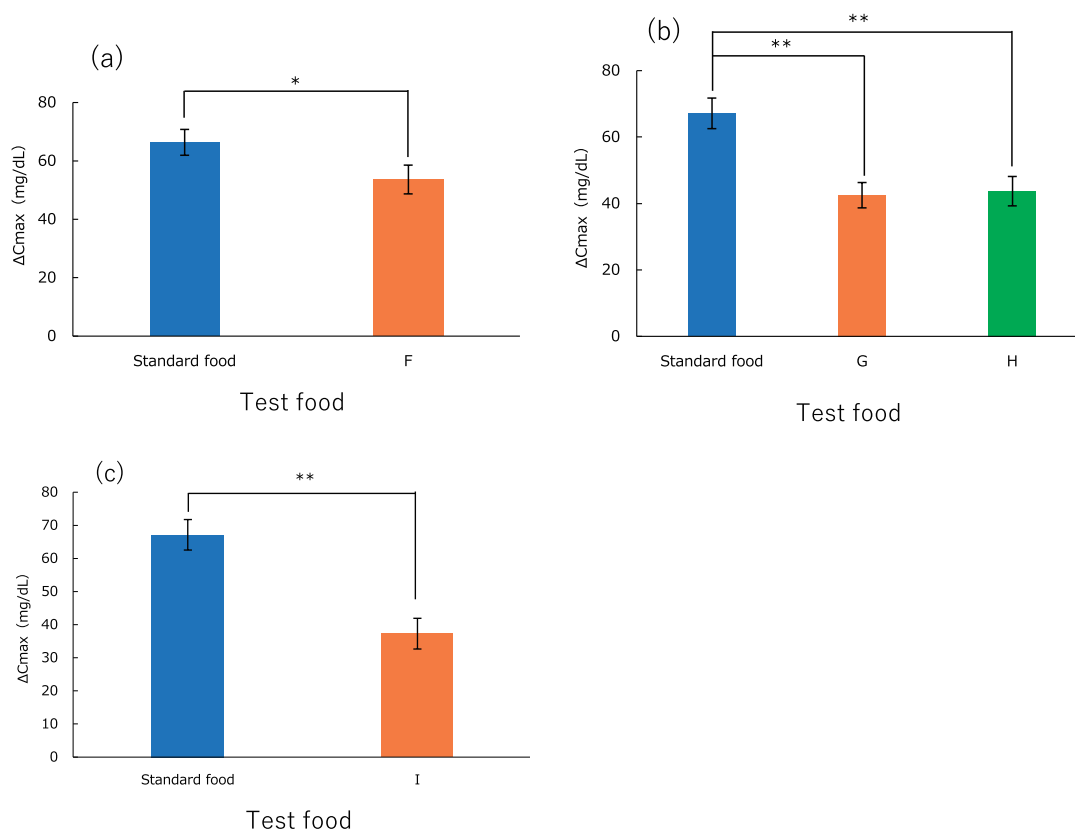 (a)
*
80
60
40
20
0
ΔCmax (mg/dL)
Standard food F
Test food
(b)
**
**
80
60
40
20
0
ΔCmax (mg/dL)
Standard food G H
Test food
(c)
**
80
70
60
50
40
30
20
10
0
ΔCmax (mg/dL)
Standard food I
Test food